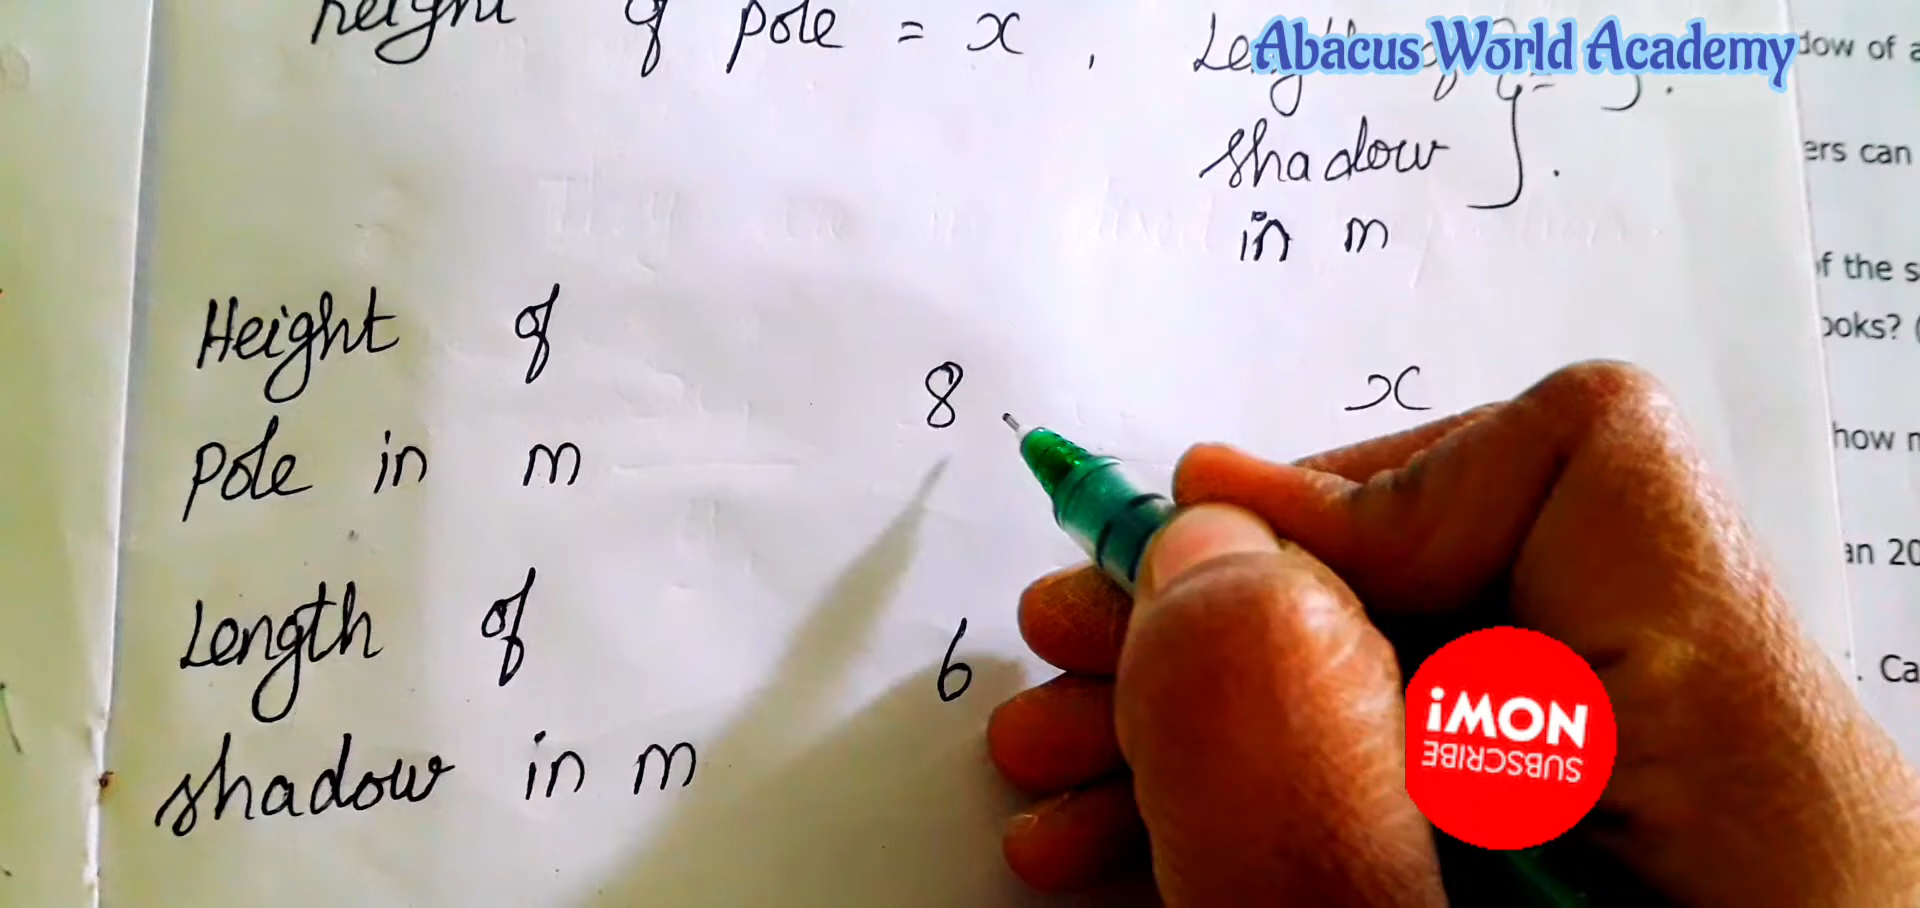 height of pole = x , Length of
Abacus World Academy
shadow
in m
Height of
pole in m
8
x
Length of
shadow in m
6
dow of a
ers can
f the s
ooks? (
how
an 20
. Ca
iMON
SUBSCRIBE